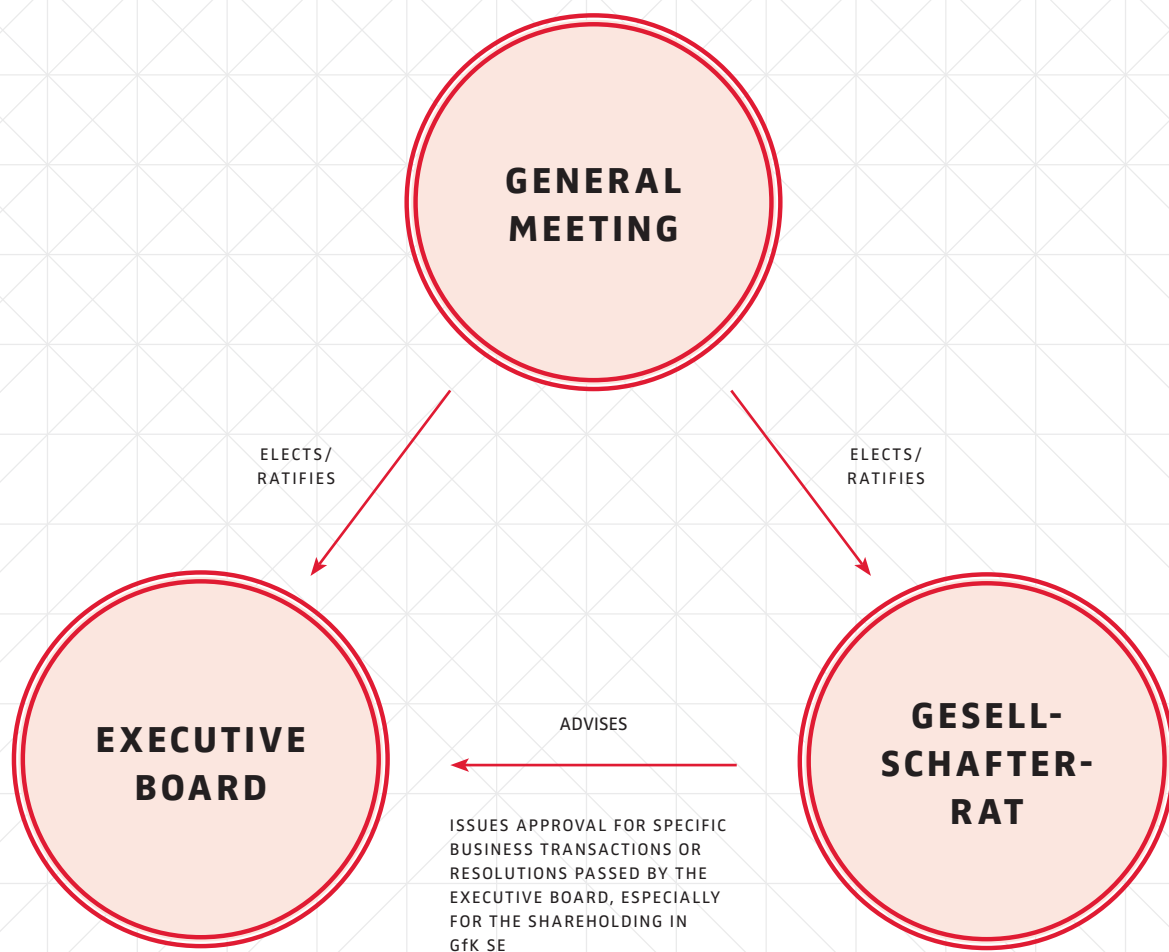 GENERAL
MEETING
ELECTS/
RATIFIES
ELECTS/
RATIFIES
EXECUTIVE
BOARD
ADVISES
GESELL-
SCHAFTER-
RAT
ISSUES APPROVAL FOR SPECIFIC
BUSINESS TRANSACTIONS OR
RESOLUTIONS PASSED BY THE
EXECUTIVE BOARD, ESPECIALLY
FOR THE SHAREHOLDING IN
GfK SE